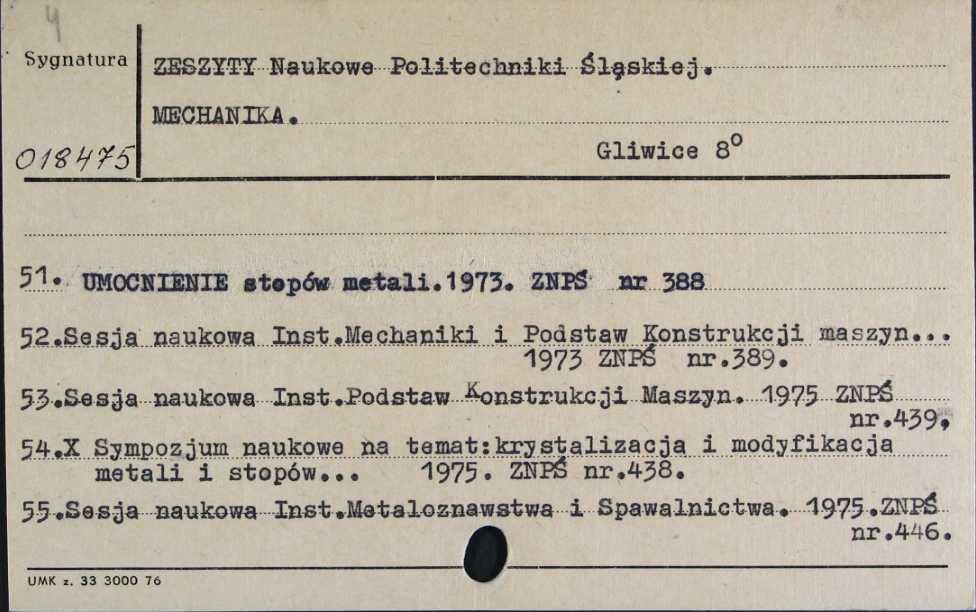 4
Sygnatura
ZESZYTY Naukowe Politechniki Śląskiej.
MECHANIKA.
018475
Gliwice 8⁰
51. UMOCNIENIE stopów metali.1973. ZNPŚ nr 388
52.Sesja naukowa Inst.Mechaniki i Podstaw Konstrukcji maszyn...
1973 ZNPŚ nr.389.
53.Sesja naukowa Inst.Podstaw Konstrukcji Maszyn. 1975 ZNPŚ
nr.439,
54.X Sympozjum naukowe na temat:krystalizacja i modyfikacja
metali i stopów... 1975. ZNPŚ nr.438.
55.Sesja naukowa Inst.Metaloznawstwa i Spawalnictwa. 1975.ZNPŚ
nr.446.
UMK z. 33 3000 76